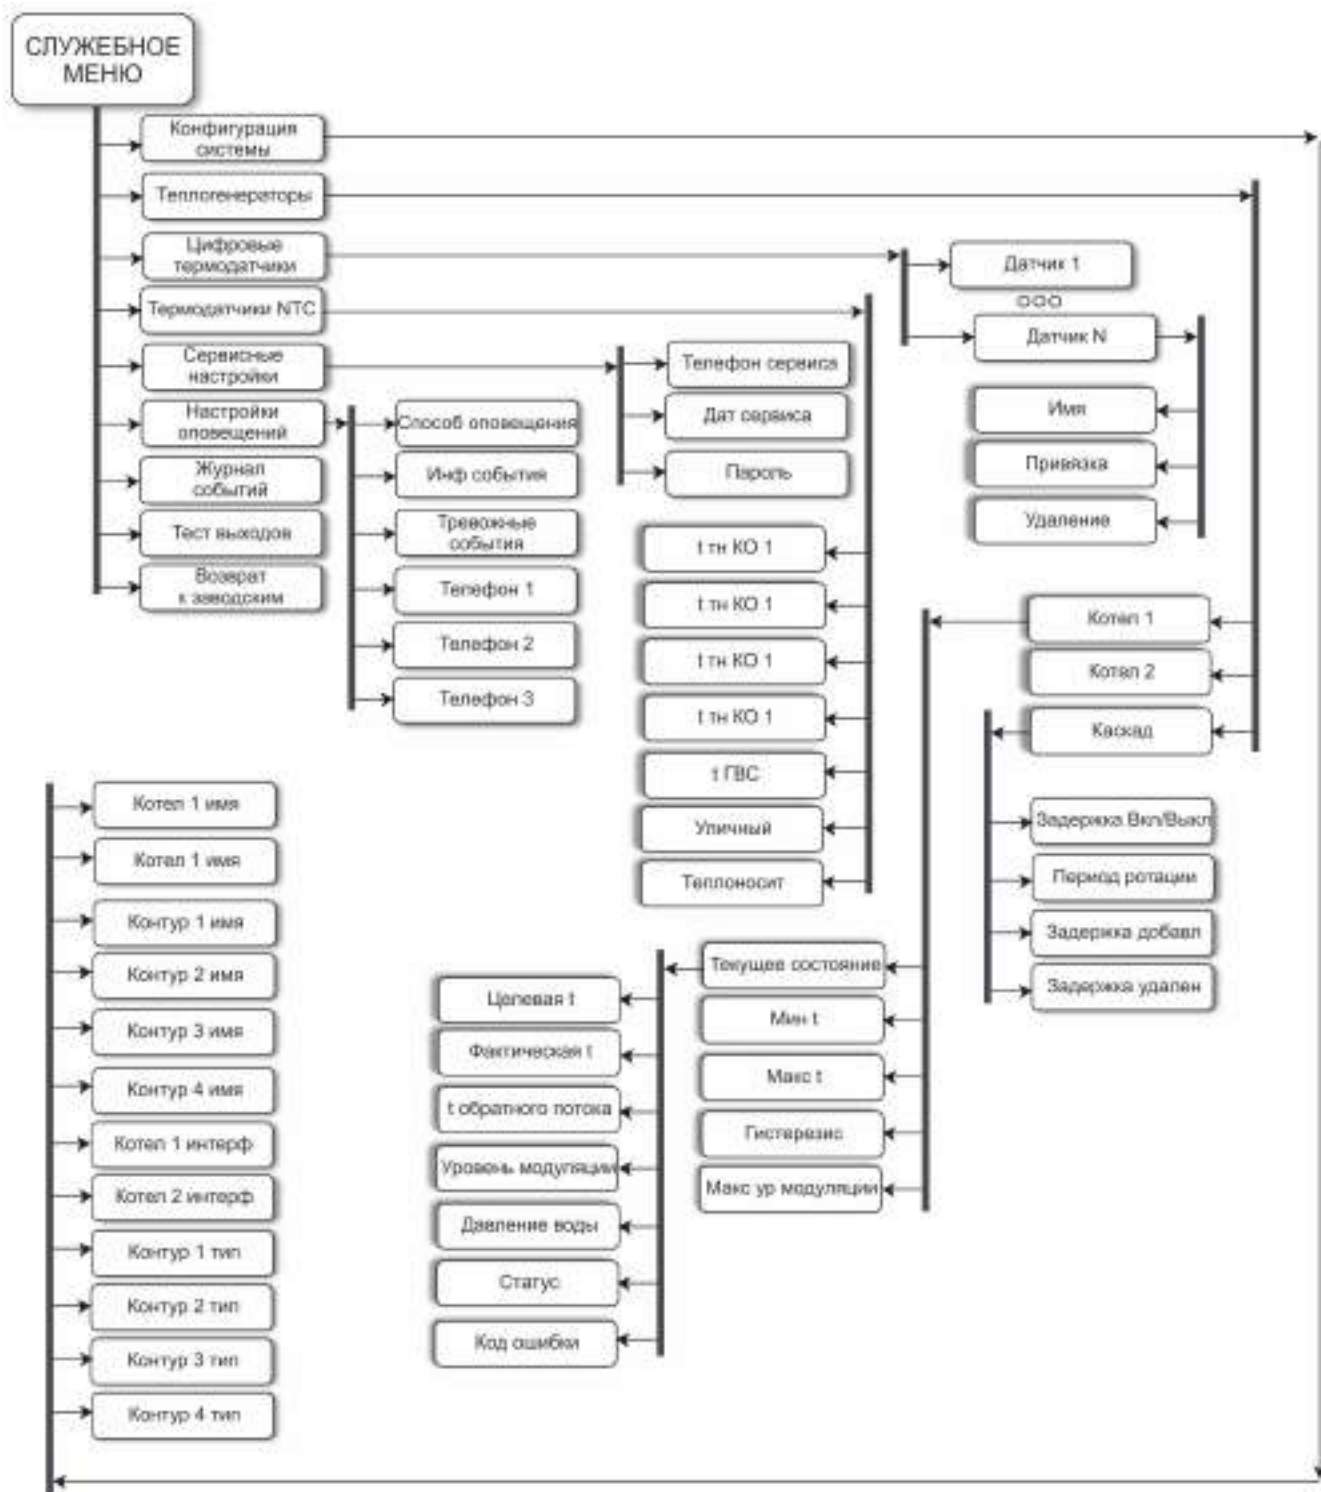 СЛУЖЕБНОЕ
МЕНЮ
Конфигурация
системы
Теплогенераторы
Цифровые
термодатчики
Термодатчики NTC
Сервисные
настройки
Настройки
оповещений
Журнал
событий
Тест выходов
Возврат
к заводским
Способ оповещения
Инф события
Тревожные
события
Телефон 1
Телефон 2
Телефон 3
Телефон сервиса
Дат сервиса
Пароль
Датчик 1
ООО
Датчик N
Имя
Привязка
Удаление
t тн КО 1
t тн КО 1
t тн КО 1
t тн КО 1
t ГВС
Уличный
Теплоносит
Котел 1
Котел 2
Каскад
Задержка Вкл/Выкл
Период ротации
Задержка добавл
Задержка удален
Текущее состояние
Мин t
Макс t
Гистерезис
Макс ур модуляции
Целевая t
Фактическая t
t обратного потока
Уровень модуляции
Давление воды
Статус
Код ошибки
Котел 1 имя
Котел 1 имя
Контур 1 имя
Контур 2 имя
Контур 3 имя
Контур 4 имя
Котел 1 интерф
Котел 2 интерф
Контур 1 тип
Контур 2 тип
Контур 3 тип
Контур 4 тип